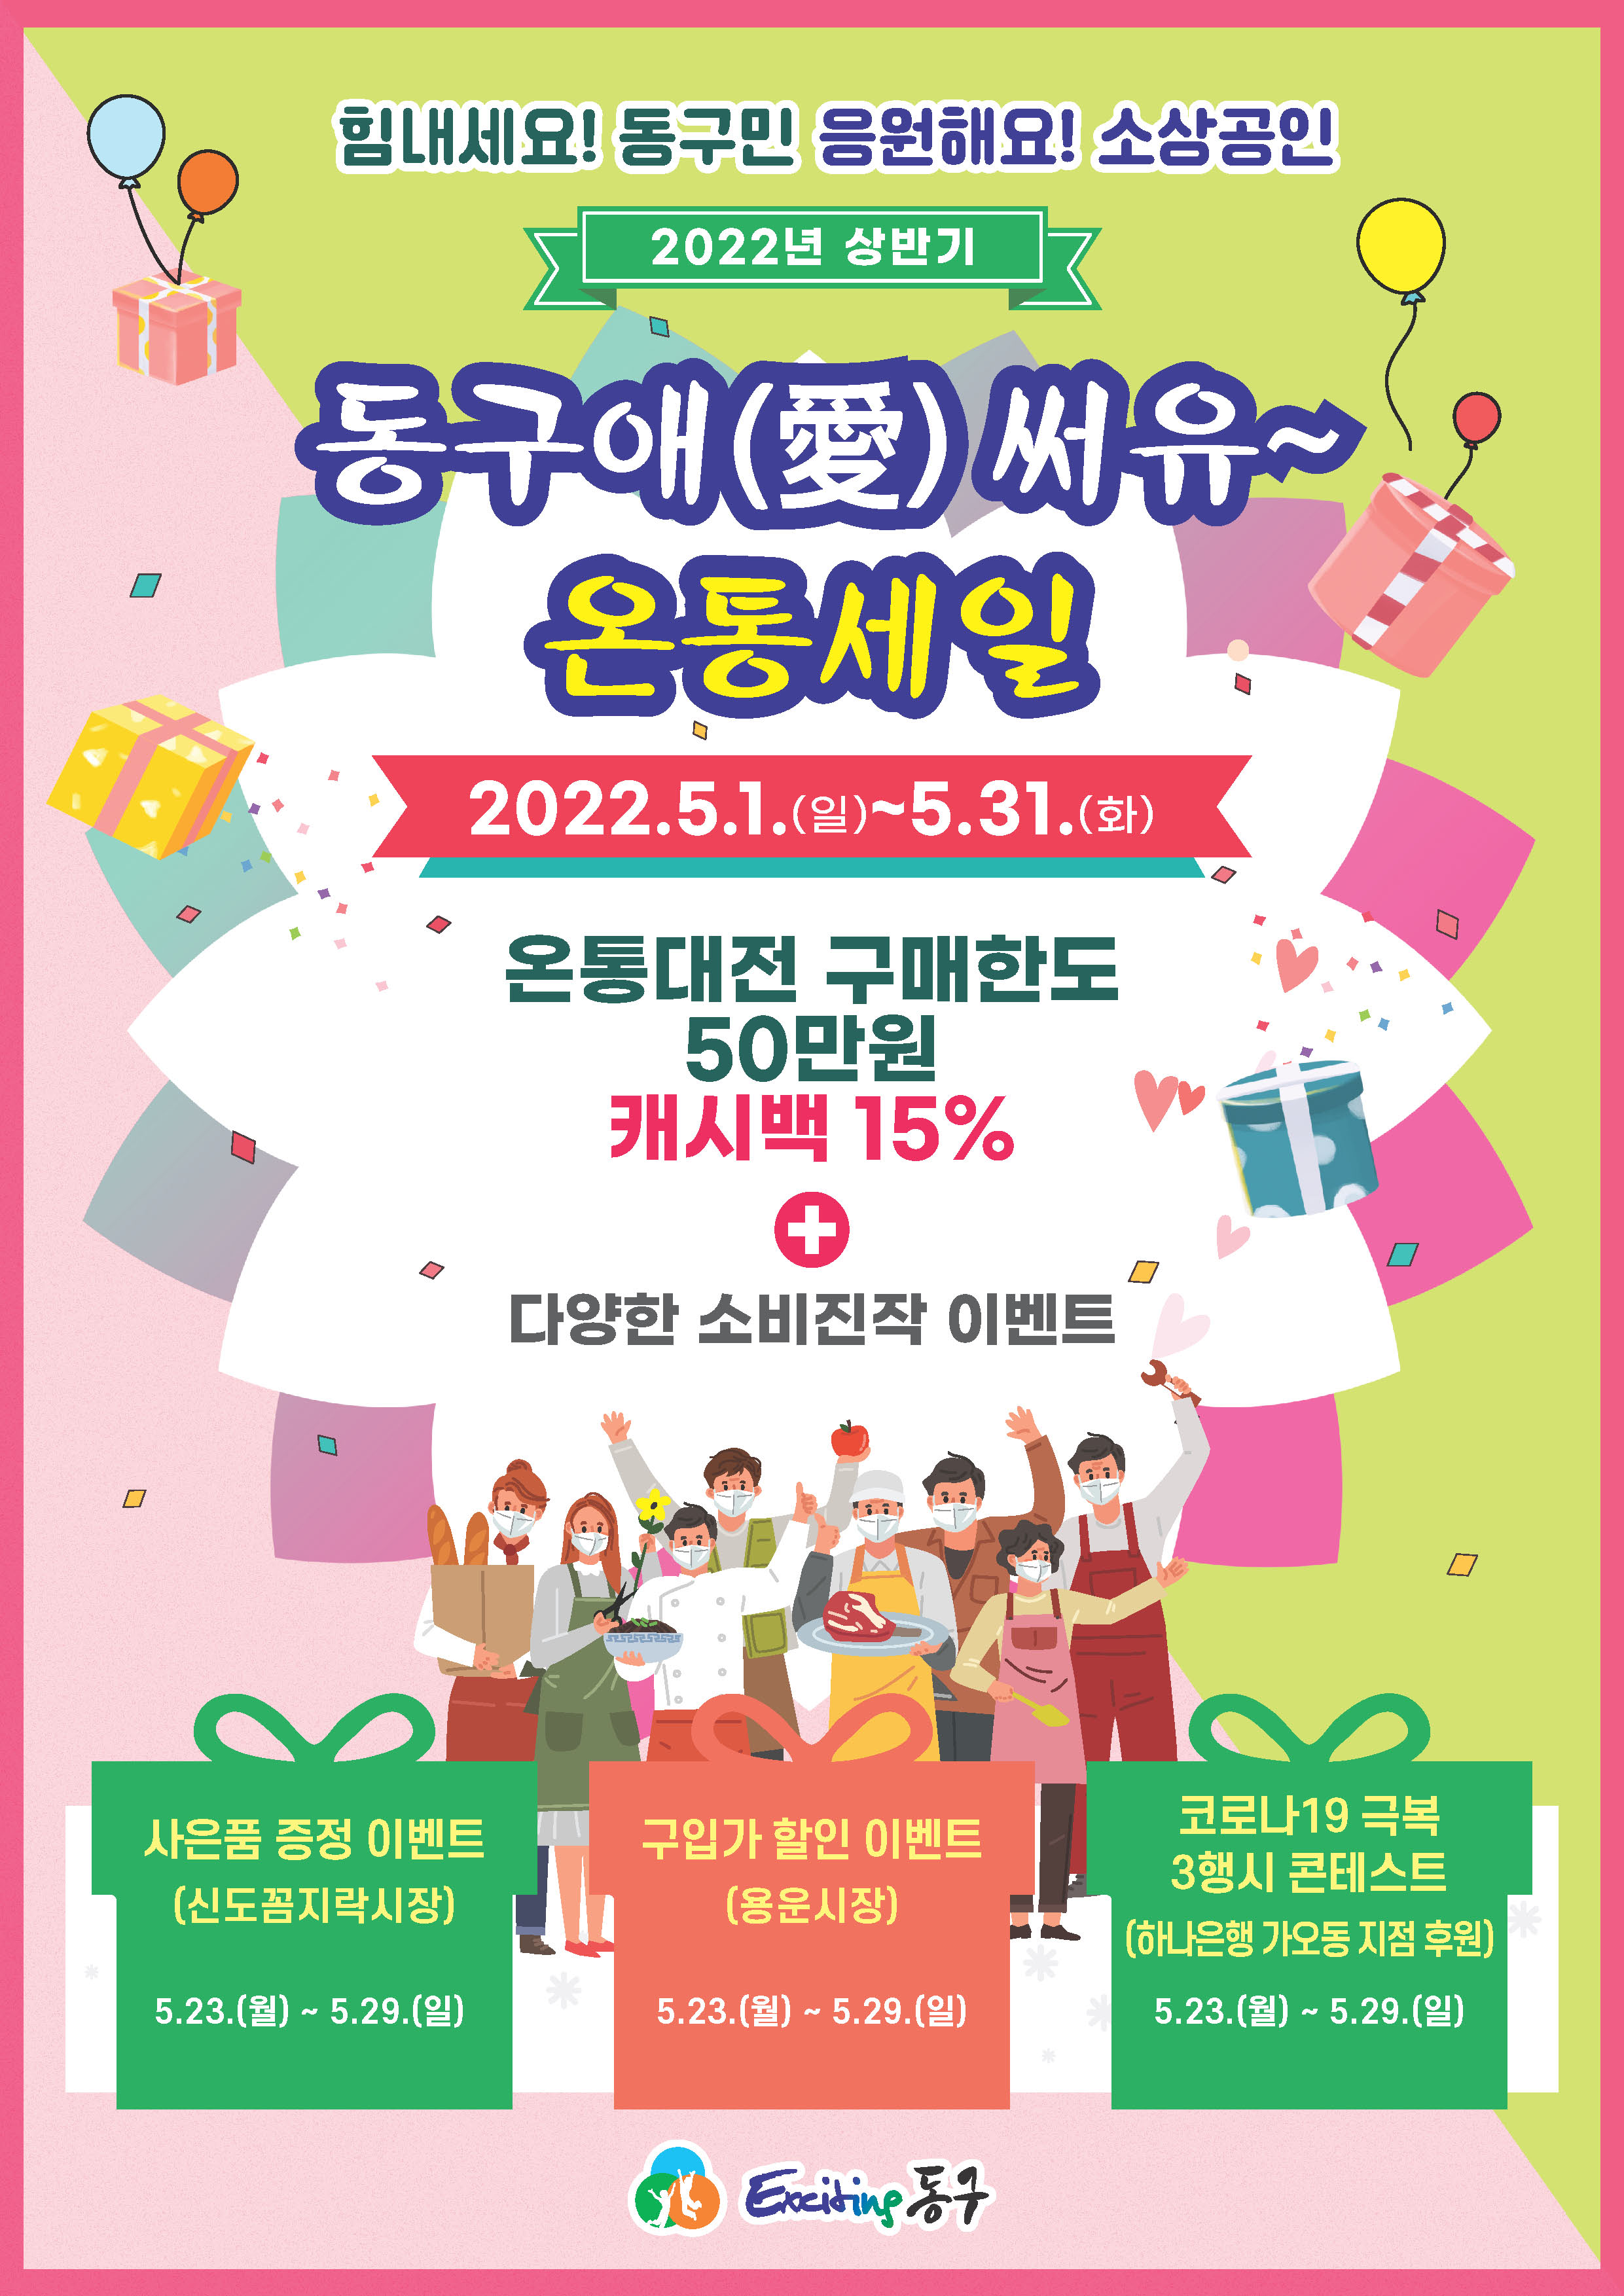 힘내세요! 동구민 응원해요! 소상공인
2022년 상반기
동구애(愛) 써유~
온통세일
2022.5.1.(일)~5.31.(화)
온통대전 구매한도
50만원
캐시백 15%
다양한 소비진작 이벤트
사은품 증정 이벤트
(신도꼼지락시장)
5.23.(월) ~ 5.29.(일)
구입가 할인 이벤트
(용운시장)
5.23.(월) ~ 5.29.(일)
코로나19 극복
3행시 콘테스트
(하나은행 가오동 지점 후원)
5.23.(월) ~ 5.29.(일)
Exciting 동구